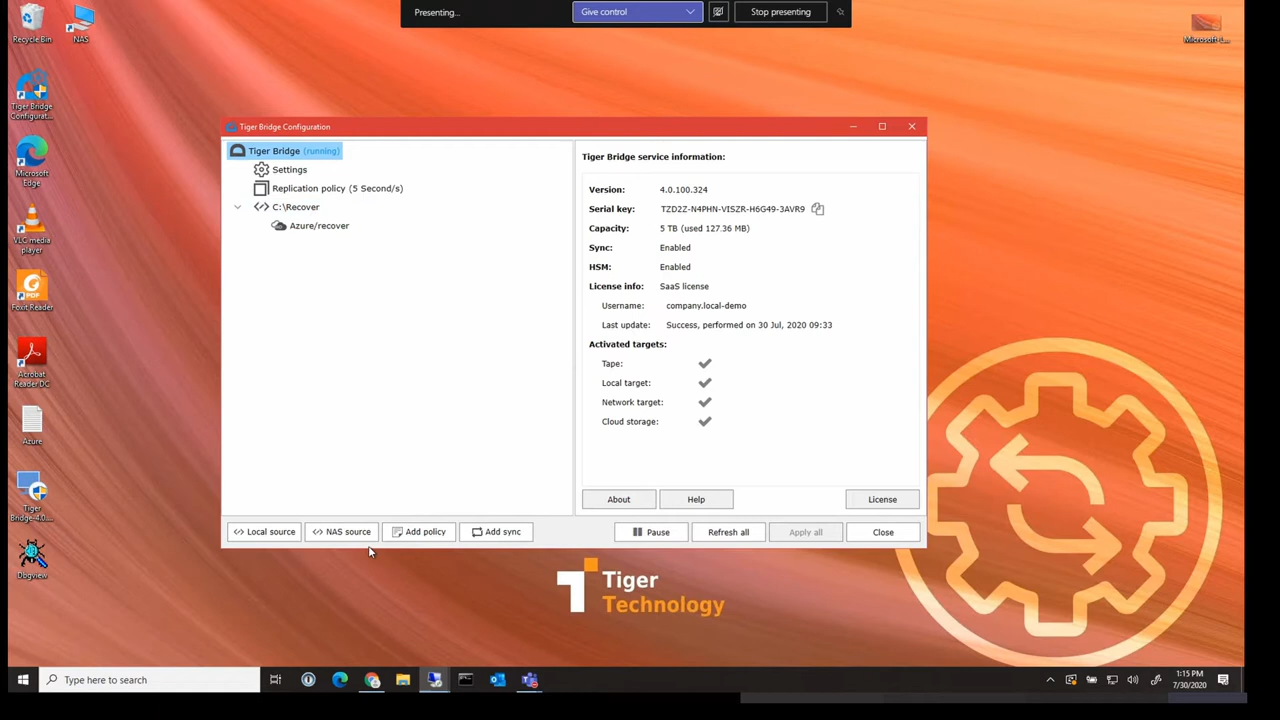 Presenting...
Give control
Stop presenting
Recycle Bin
NAS
Microsoft-L...
Tiger Bridge Configurat...
Microsoft Edge
VLC media player
Foxit Reader
Acrobat Reader DC
Azure
Tiger Bridge-4.0....
Dbgview
Tiger Bridge Configuration
Tiger Bridge (running)
Settings
Replication policy (5 Second/s)
C:\Recover
Azure/recover
Tiger Bridge service information:
Version: 4.0.100.324
Serial key: TZD2Z-N4PHN-VISZR-H6G49-3AVR9
Capacity: 5 TB (used 127.36 MB)
Sync: Enabled
HSM: Enabled
License info: SaaS license
Username: company.local-demo
Last update: Success, performed on 30 Jul, 2020 09:33
Activated targets:
Tape:
Local target:
Network target:
Cloud storage:
About
Help
License
Local source
NAS source
Add policy
Add sync
Pause
Refresh all
Apply all
Close
Tiger
Technology
Type here to search
1:15 PM
7/30/2020